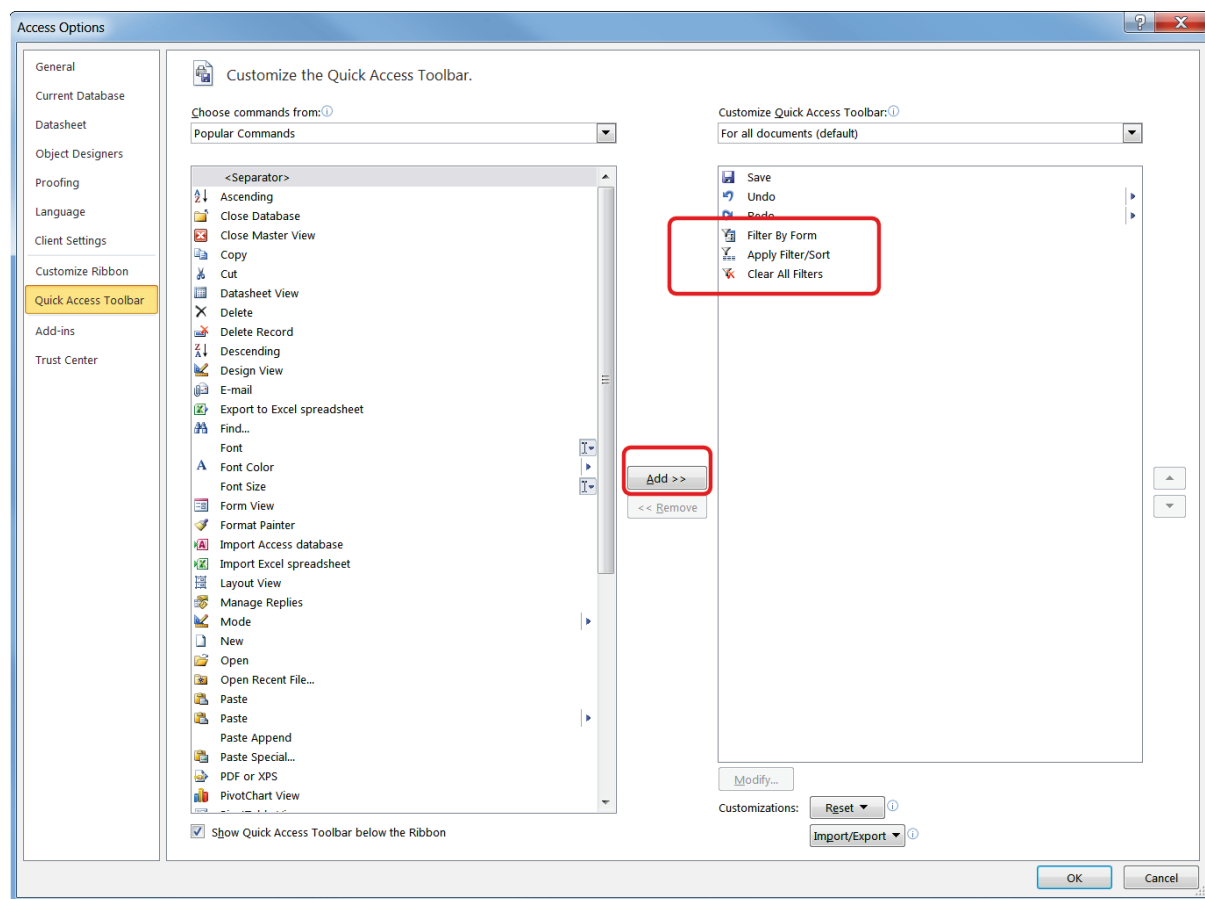 Access Options
General
Current Database
Datasheet
Object Designers
Proofing
Language
Client Settings
Customize Ribbon
Quick Access Toolbar
Add-ins
Trust Center
Customize the Quick Access Toolbar.
Choose commands from:
Popular Commands
<Separator>
Ascending
Close Database
Close Master View
Copy
Cut
Datasheet View
Delete
Delete Record
Descending
Design View
E-mail
Export to Excel spreadsheet
Find...
Font
Font Color
Font Size
Form View
Format Painter
Import Access database
Import Excel spreadsheet
Layout View
Manage Replies
Mode
New
Open
Open Recent File...
Paste
Paste
Paste Append
Paste Special...
PDF or XPS
PivotChart View
Show Quick Access Toolbar below the Ribbon
Add >>
<< Remove
Customize Quick Access Toolbar:
For all documents (default)
Save
Undo
Redo
Filter By Form
Apply Filter/Sort
Clear All Filters
Modify...
Customizations:
Reset
Import/Export
OK
Cancel